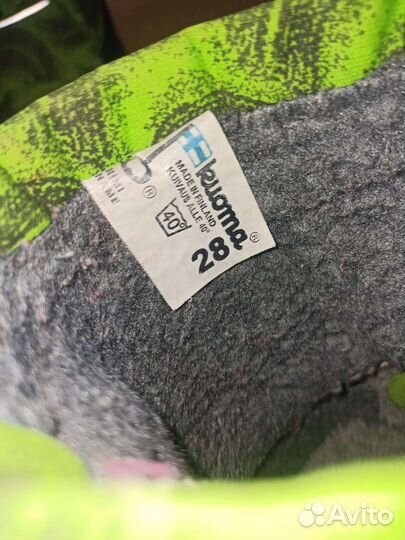 kuoma®
MADE IN FINLAND
KUIVAUS ALLE 40°
40°
28
®
Avito